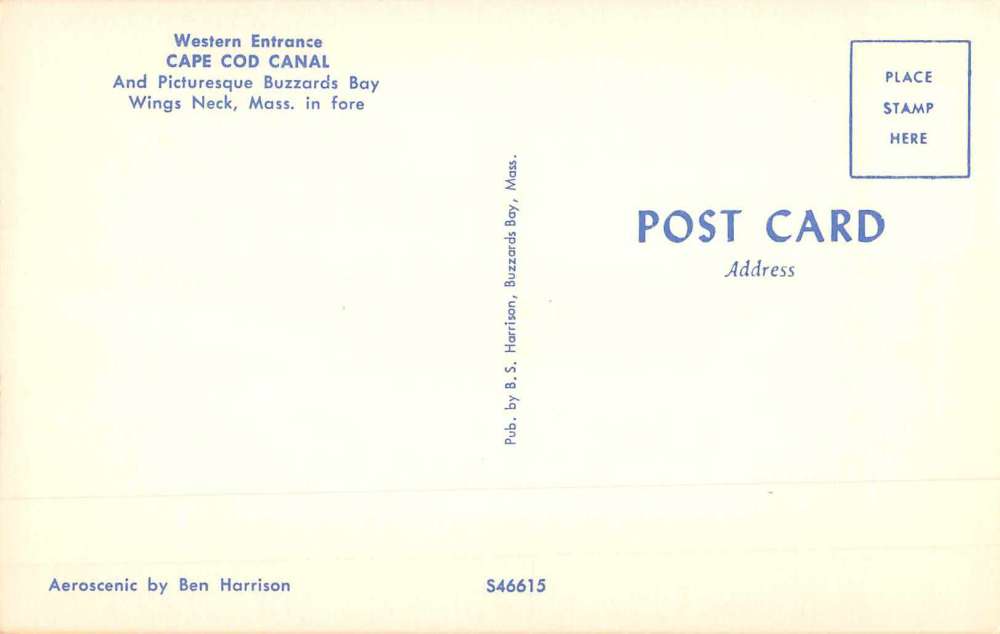 Western Entrance
CAPE COD CANAL
And Picturesque Buzzards Bay
Wings Neck, Mass. in fore
PLACE
STAMP
HERE
POST CARD
Address
Pub. by B. S. Harrison, Buzzards Bay, Mass.
Aeroscenic by Ben Harrison
S46615